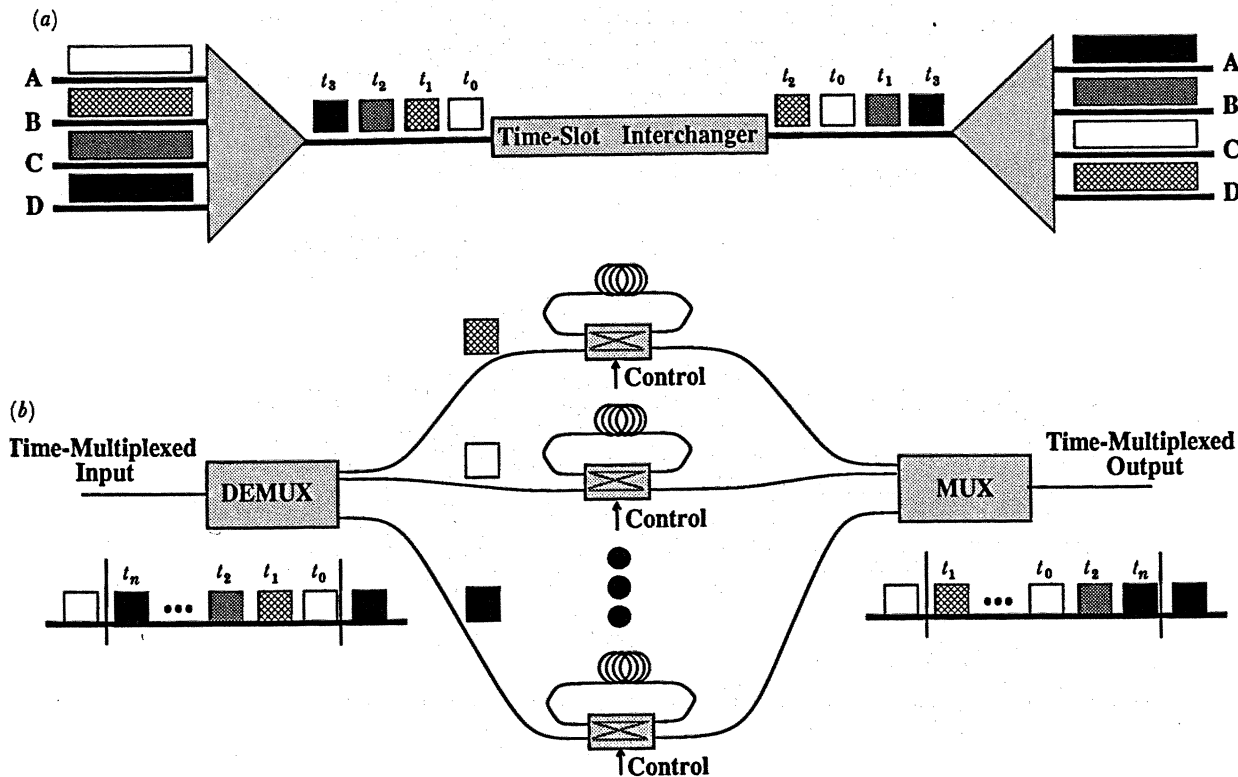 (a)
A
B
C
D
t3 t2 t1 t0
Time-Slot Interchanger
t2 t0 t1 t3
A
B
C
D
Control
(b)
Time-Multiplexed
Input
DEMUX
Control
MUX
Time-Multiplexed
Output
tn ••• t2 t1 t0
t1 ••• t0 t2 tn
Control